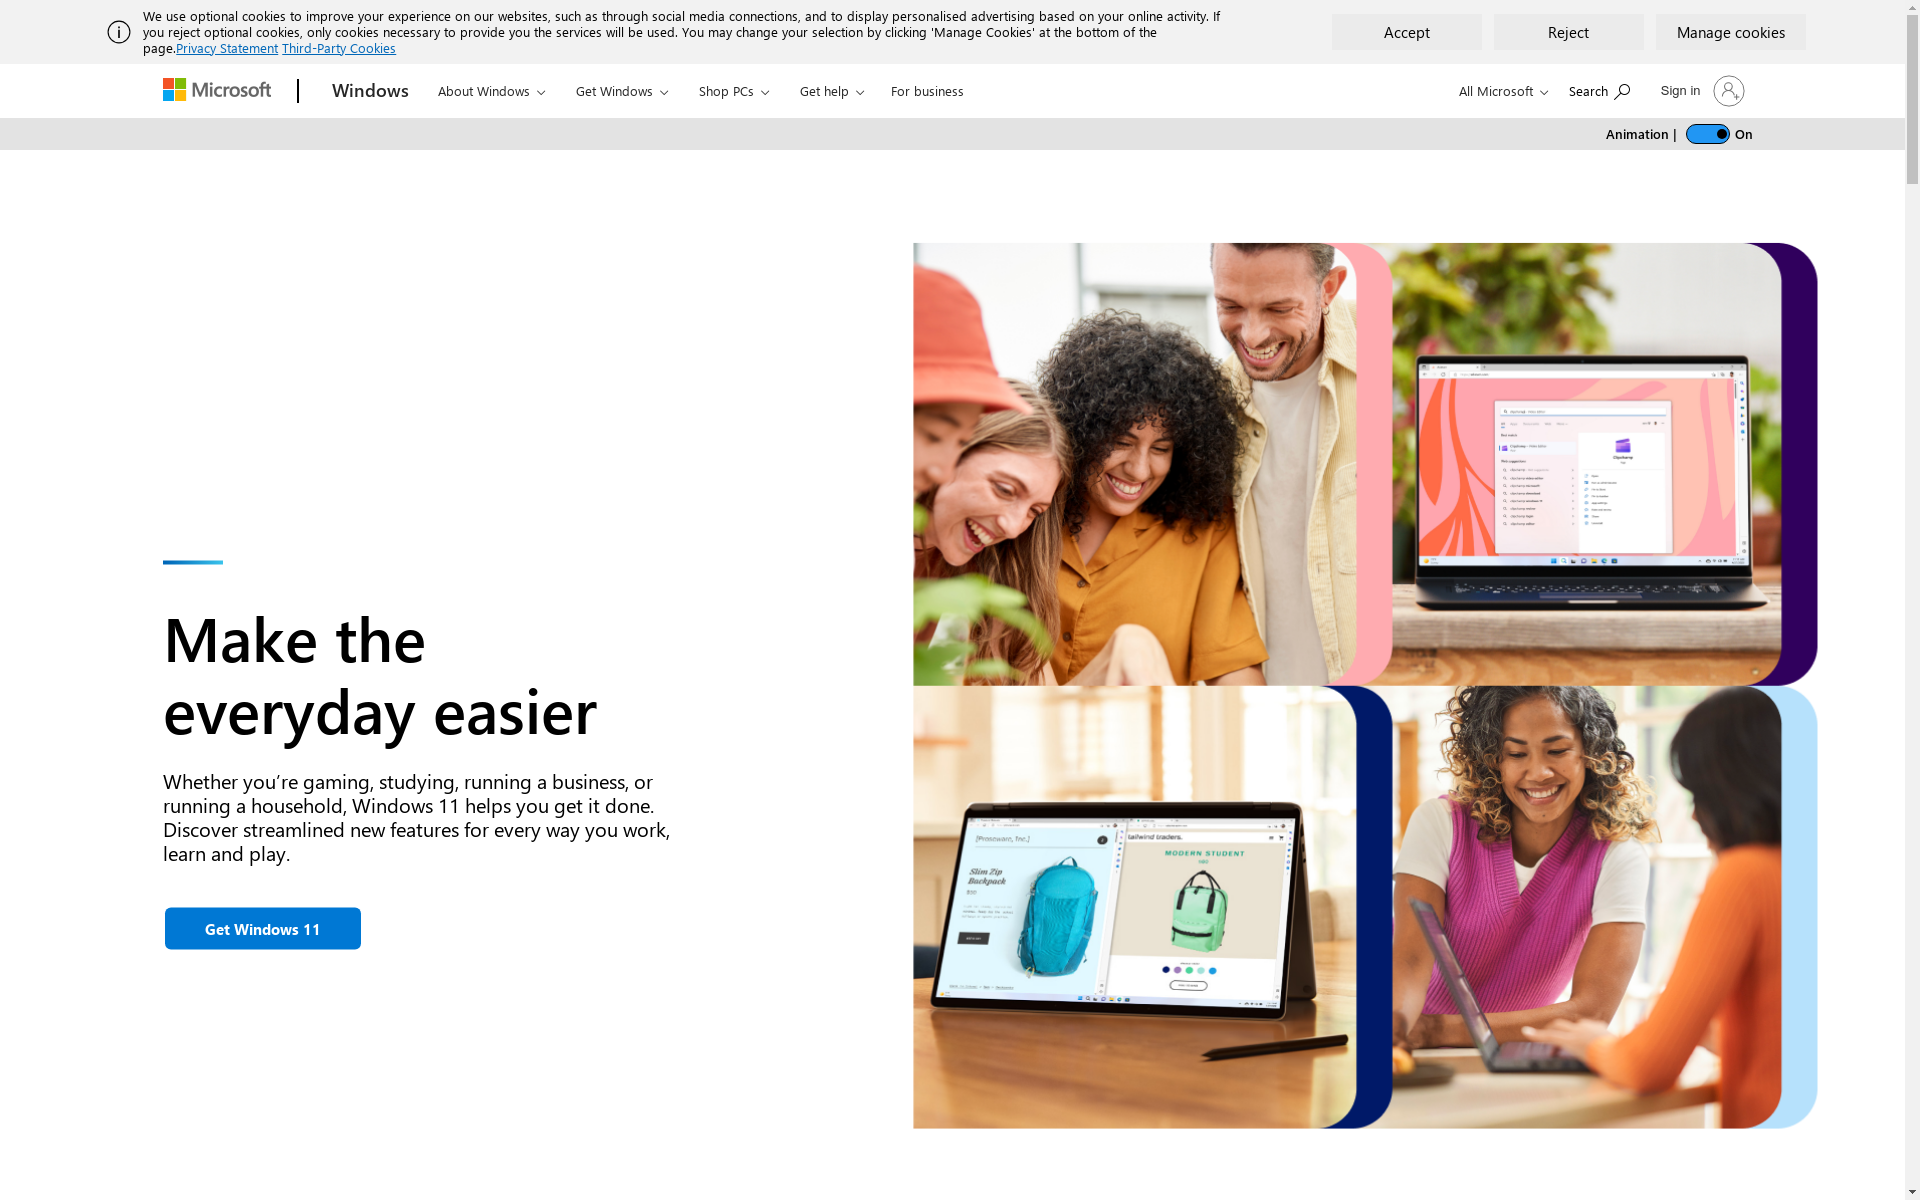 We use optional cookies to improve your experience on our websites, such as through social media connections, and to display personalised advertising based on your online activity. If
you reject optional cookies, only cookies necessary to provide you the services will be used. You may change your selection by clicking 'Manage Cookies' at the bottom of the
page.Privacy Statement Third-Party Cookies
Accept
Reject
Manage cookies
Microsoft
Windows
About Windows
Get Windows
Shop PCs
Get help
For business
All Microsoft
Search
Sign in
Animation |
On
Make the
everyday easier
Whether you’re gaming, studying, running a business, or
running a household, Windows 11 helps you get it done.
Discover streamlined new features for every way you work,
learn and play.
Get Windows 11
Clipchamp
[Proseware, Inc.]
Slim Zip
Backpack
tailwind traders.
MODERN STUDENT